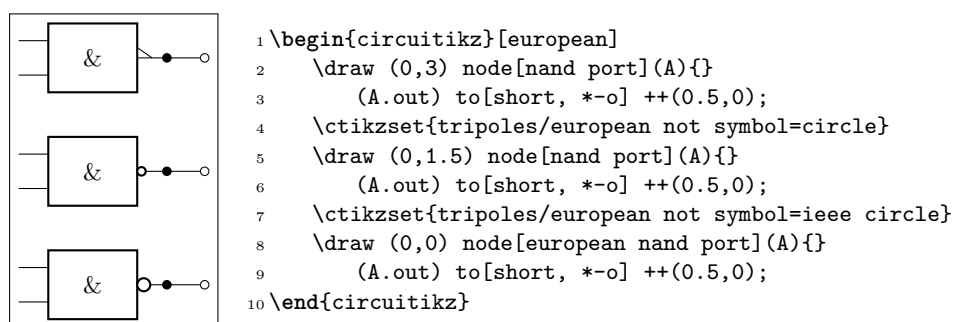 &
&
&
1 \begin{circuitikz}[european]
2     \draw (0,3) node[nand port](A){}
3        (A.out) to[short, *-o] ++(0.5,0);
4     \ctikzset{tripoles/european not symbol=circle}
5     \draw (0,1.5) node[nand port](A){}
6        (A.out) to[short, *-o] ++(0.5,0);
7     \ctikzset{tripoles/european not symbol=ieee circle}
8     \draw (0,0) node[european nand port](A){}
9        (A.out) to[short, *-o] ++(0.5,0);
10 \end{circuitikz}